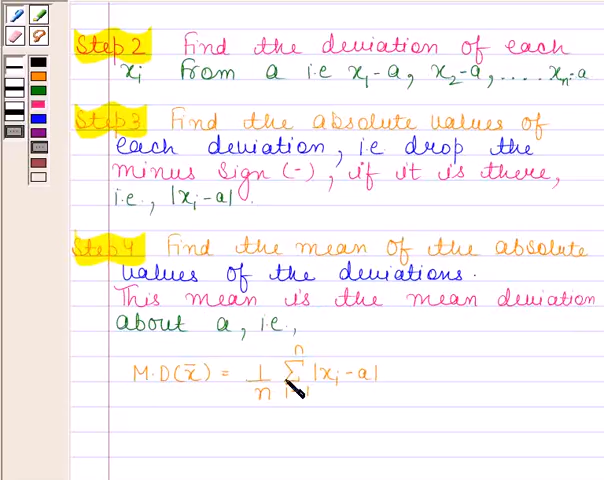 Step 2 Find the deviation of each
xi from a i.e x₁-a, x₂-a, .... xn-a
Step 3 Find the absolute values of
each deviation, i.e drop the
minus sign (-), if it is there,
i.e., |xi - a|.
Step 4 Find the mean of the absolute
values of the deviations.
This mean is the mean deviation
about a, i.e.,
M.D(x̄) = 1/n ∑ⁿᵢ₌₁ |xi - a|